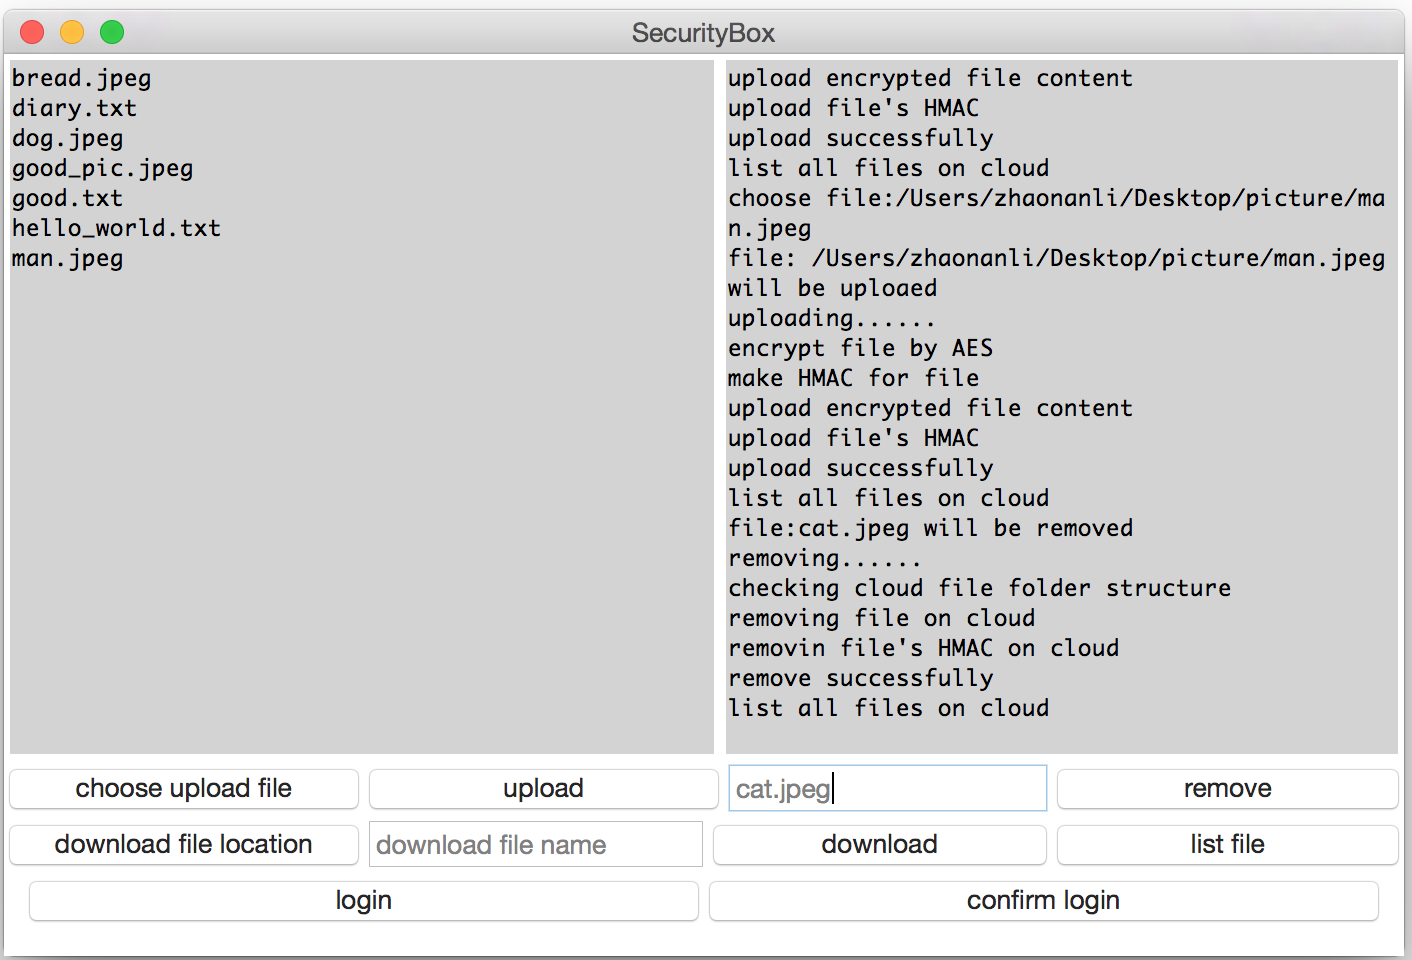 SecurityBox
bread.jpeg
diary.txt
dog.jpeg
good_pic.jpeg
good.txt
hello_world.txt
man.jpeg
upload encrypted file content
upload file's HMAC
upload successfully
list all files on cloud
choose file:/Users/zhaonanli/Desktop/picture/ma
n.jpeg
file: /Users/zhaonanli/Desktop/picture/man.jpeg
will be uploaed
uploading......
encrypt file by AES
make HMAC for file
upload encrypted file content
upload file's HMAC
upload successfully
list all files on cloud
file:cat.jpeg will be removed
removing......
checking cloud file folder structure
removing file on cloud
removin file's HMAC on cloud
remove successfully
list all files on cloud
choose upload file
upload
cat.jpeg
remove
download file location
download file name
download
list file
login
confirm login